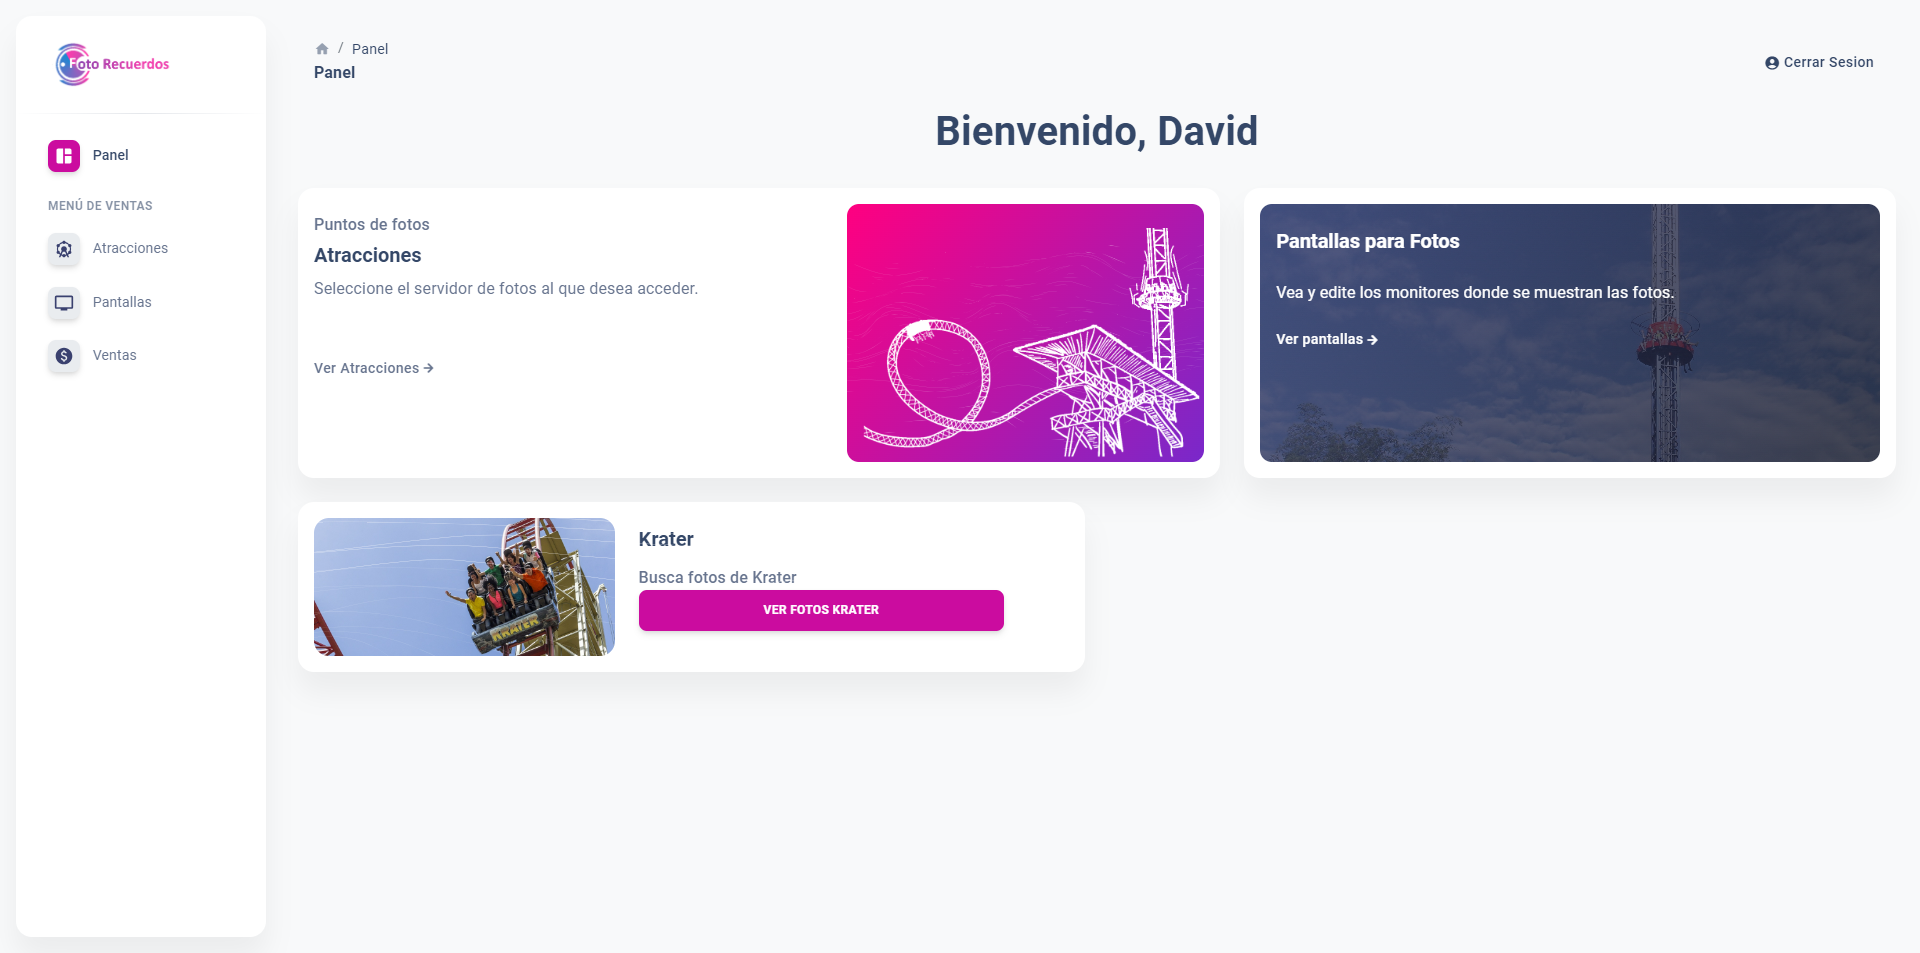 Foto Recuerdos
Panel
MENÚ DE VENTAS
Atracciones
Pantallas
Ventas
/ Panel
Panel
Cerrar Sesion
Bienvenido, David
Puntos de fotos
Atracciones
Seleccione el servidor de fotos al que desea acceder.
Ver Atracciones →
Pantallas para Fotos
Vea y edite los monitores donde se muestran las fotos.
Ver pantallas →
KRATER
Krater
Busca fotos de Krater
VER FOTOS KRATER